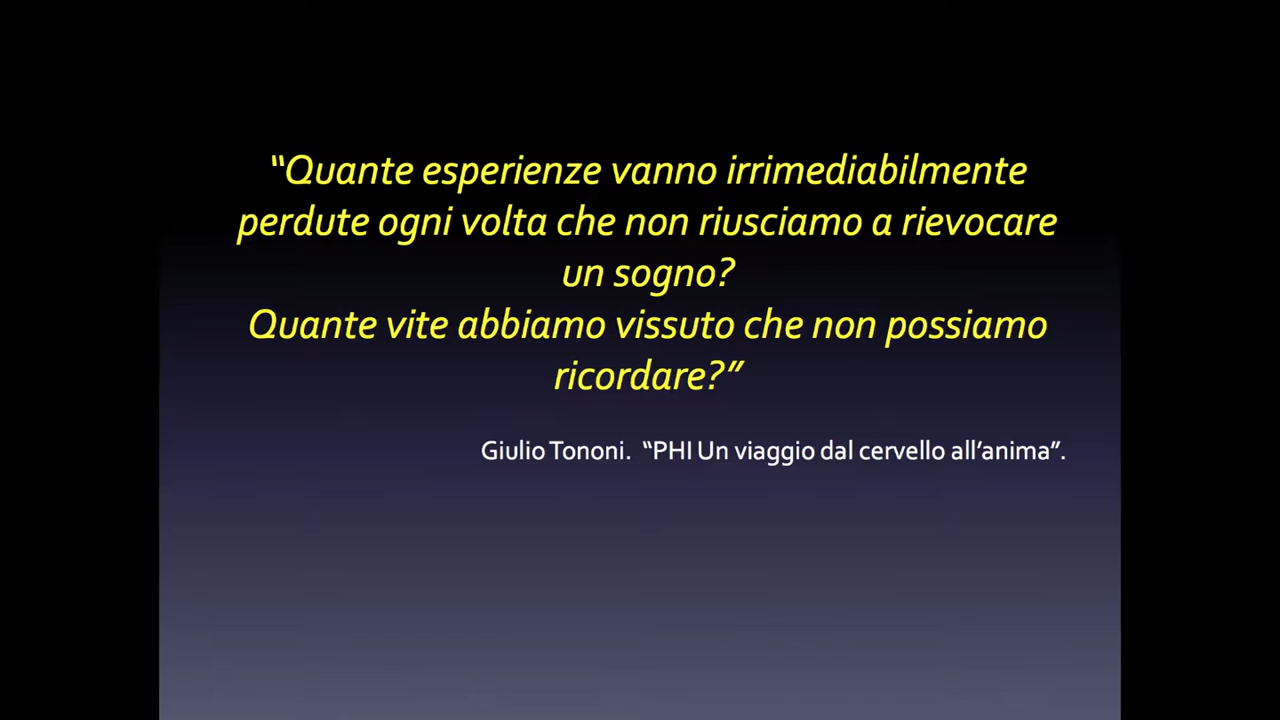 “Quante esperienze vanno irrimediabilmente
perdute ogni volta che non riusciamo a rievocare
un sogno?
Quante vite abbiamo vissuto che non possiamo
ricordare?”
Giulio Tononi. “PHI Un viaggio dal cervello all’anima”.